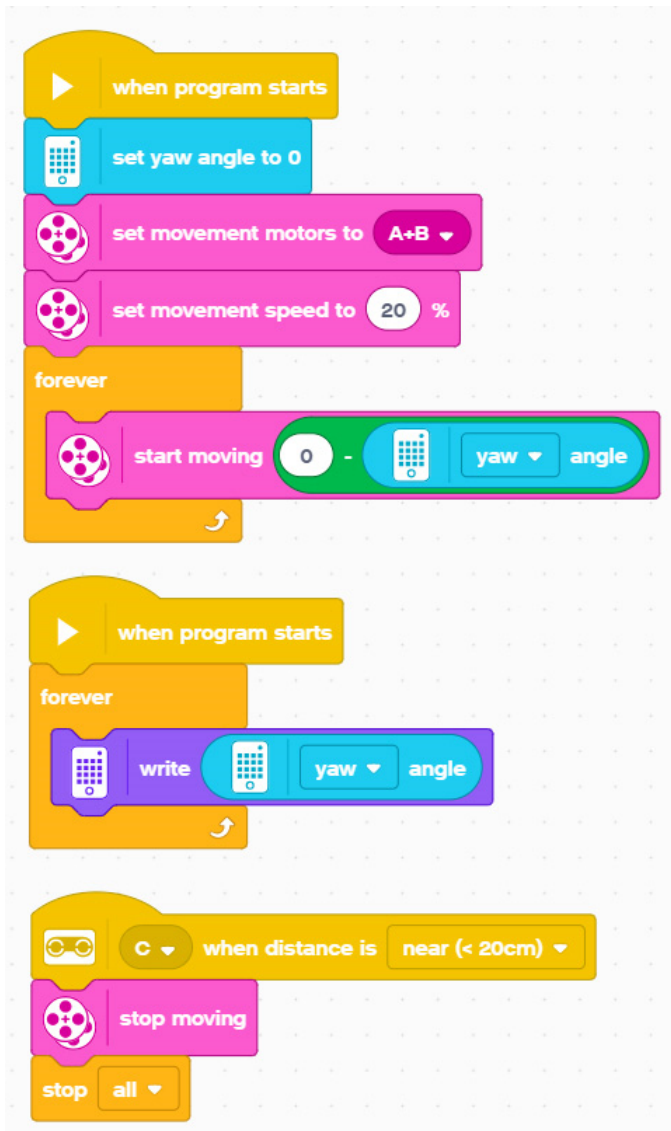 when program starts
set yaw angle to 0
set movement motors to A+B
set movement speed to 20 %
forever
start moving 0 - yaw angle
when program starts
forever
write yaw angle
C when distance is near (< 20cm)
stop moving
stop all